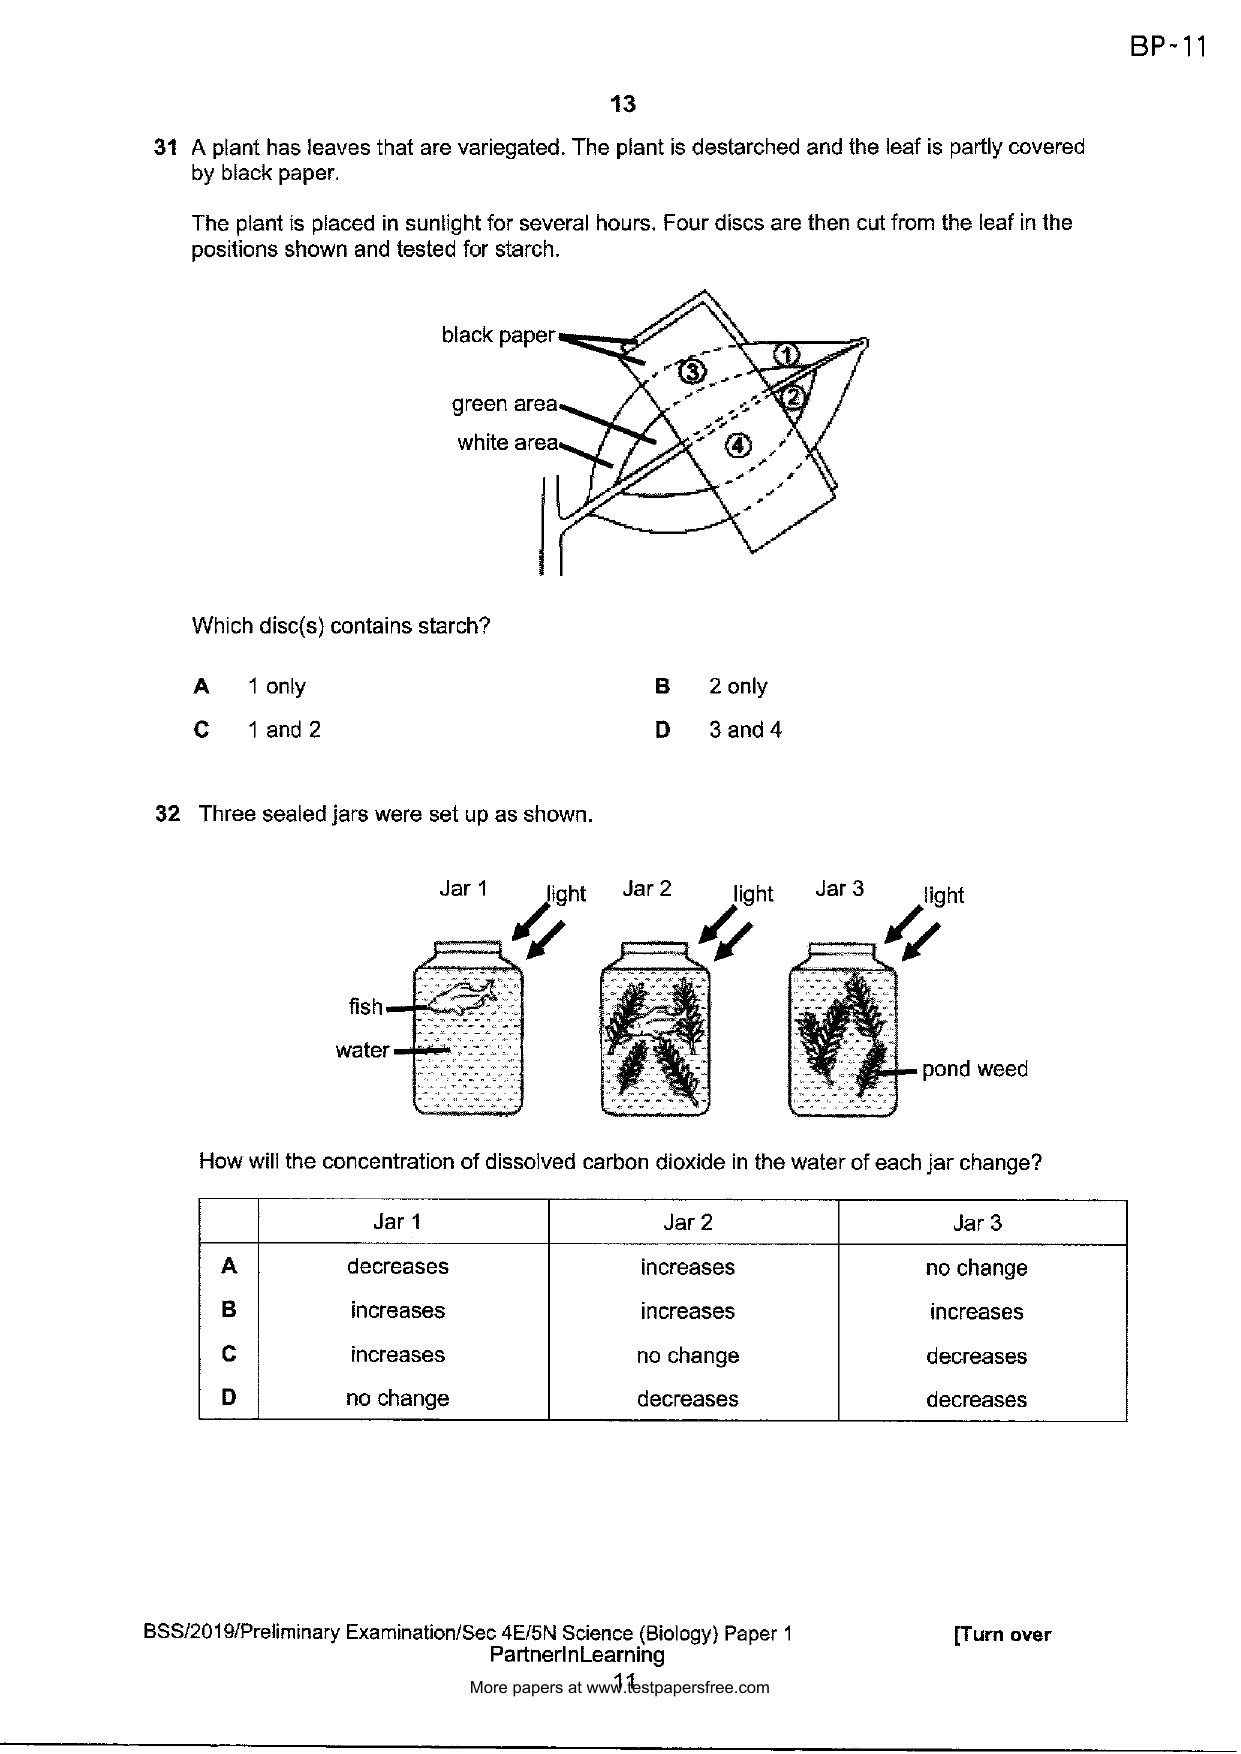 BP-11
13
31 A plant has leaves that are variegated. The plant is destarched and the leaf is partly covered
by black paper.
The plant is placed in sunlight for several hours. Four discs are then cut from the leaf in the
positions shown and tested for starch.
black paper
green area
white area
1
2
3
4
Which disc(s) contains starch?
A 1 only B 2 only
C 1 and 2 D 3 and 4
32 Three sealed jars were set up as shown.
Jar 1 light Jar 2 light Jar 3 light
fish
water
pond weed
How will the concentration of dissolved carbon dioxide in the water of each jar change?
Jar 1 Jar 2 Jar 3
A decreases increases no change
B increases increases increases
C increases no change decreases
D no change decreases decreases
BSS/2019/Preliminary Examination/Sec 4E/5N Science (Biology) Paper 1 [Turn over
PartnerInLearning
11
More papers at www.testpapersfree.com